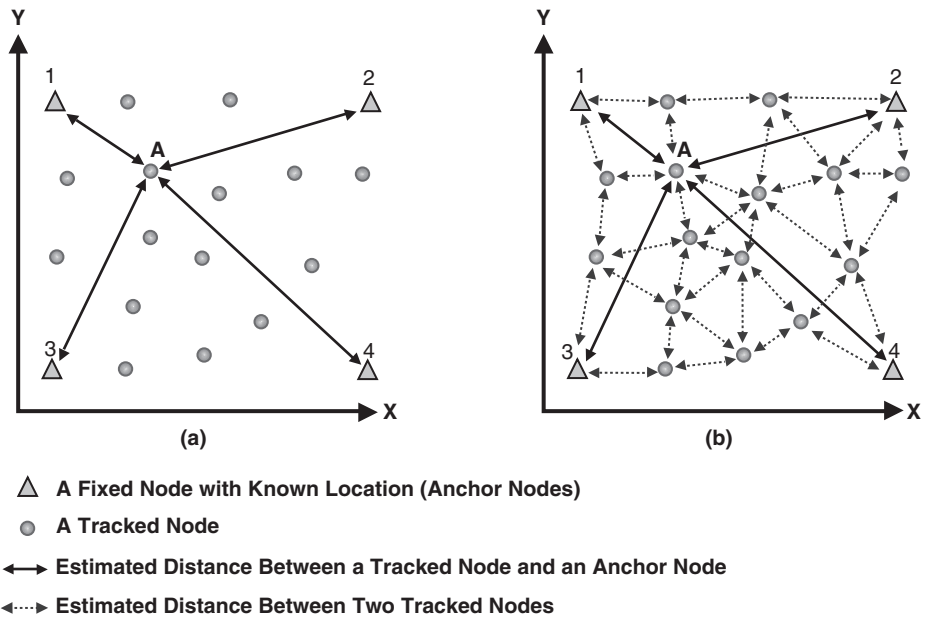 Y
1
2
A
3
4
X
(a)
Y
1
2
A
3
4
X
(b)
A Fixed Node with Known Location (Anchor Nodes)
A Tracked Node
Estimated Distance Between a Tracked Node and an Anchor Node
Estimated Distance Between Two Tracked Nodes